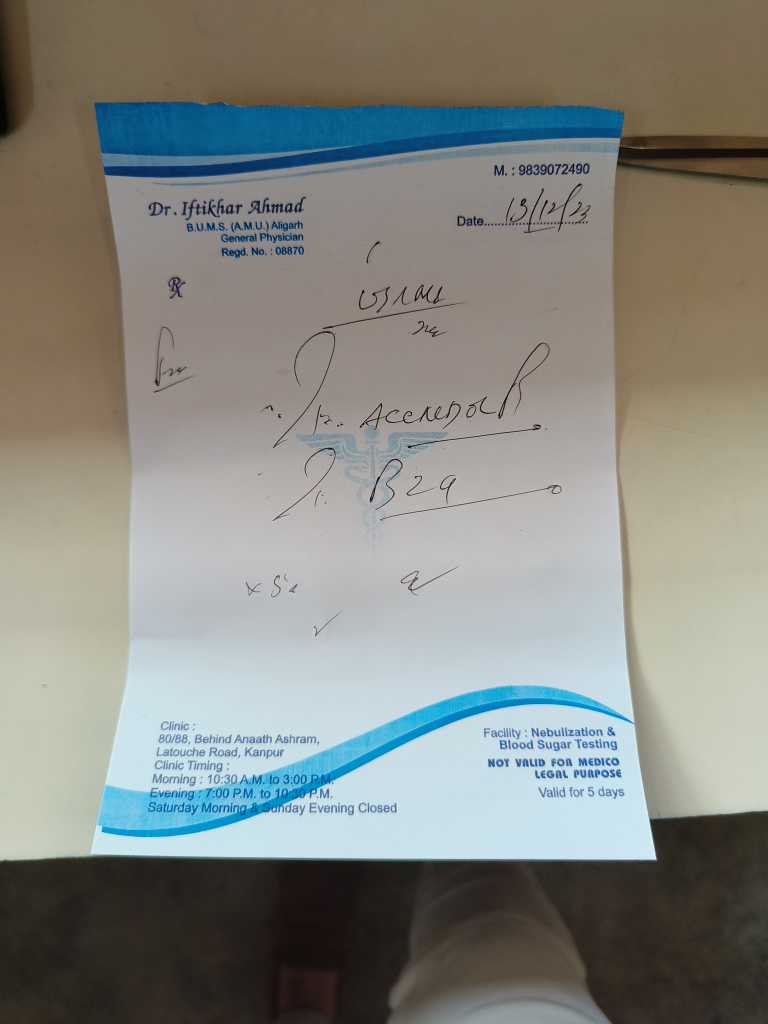 M. : 9839072490
Dr. Iftikhar Ahmad
B.U.M.S. (A.M.U.) Aligarh
General Physician
Regd. No. : 08870
Date 13/12/23
Rx
B29
Clinic :
80/88, Behind Anaath Ashram,
Latouche Road, Kanpur
Clinic Timing :
Morning : 10:30 A.M. to 3:00 P.M.
Evening : 7:00 P.M. to 10:30 P.M.
Saturday Morning & Sunday Evening Closed
Facility : Nebulization &
Blood Sugar Testing
NOT VALID FOR MEDICO
LEGAL PURPOSE
Valid for 5 days